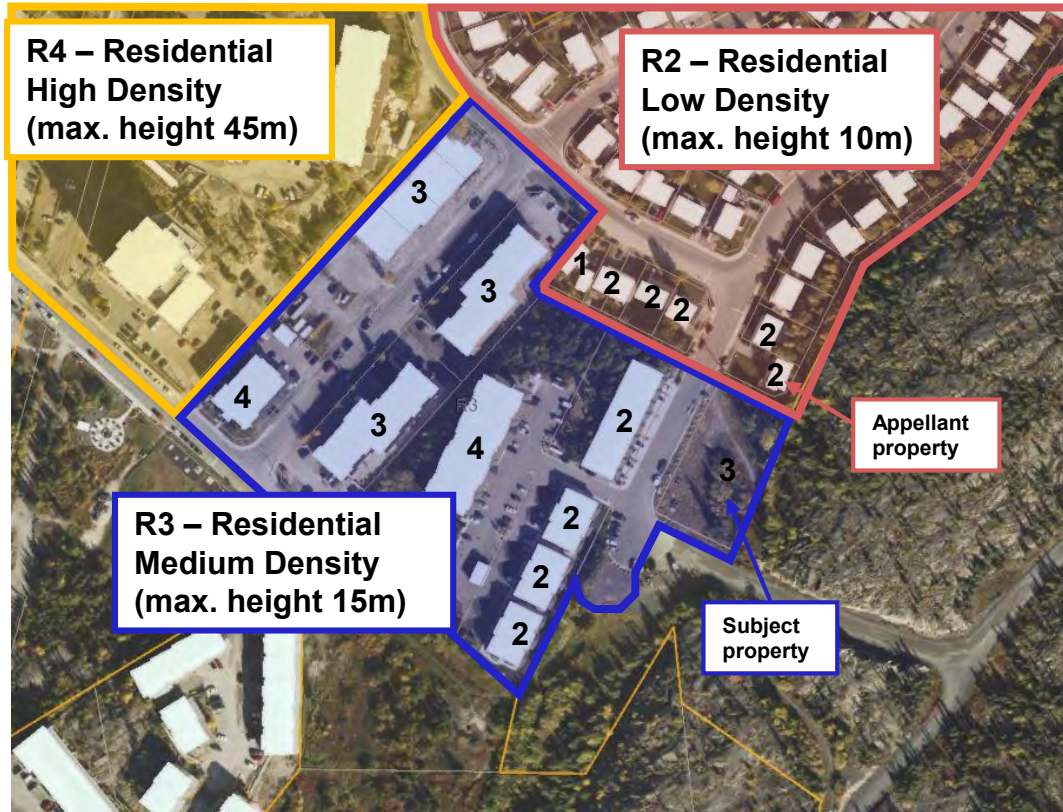 R4 – Residential
High Density
(max. height 45m)
R2 – Residential
Low Density
(max. height 10m)
3
3
1
2
2
2
2
2
4
3
R3
4
2
3
Appellant
property
R3 – Residential
Medium Density
(max. height 15m)
2
2
2
Subject
property